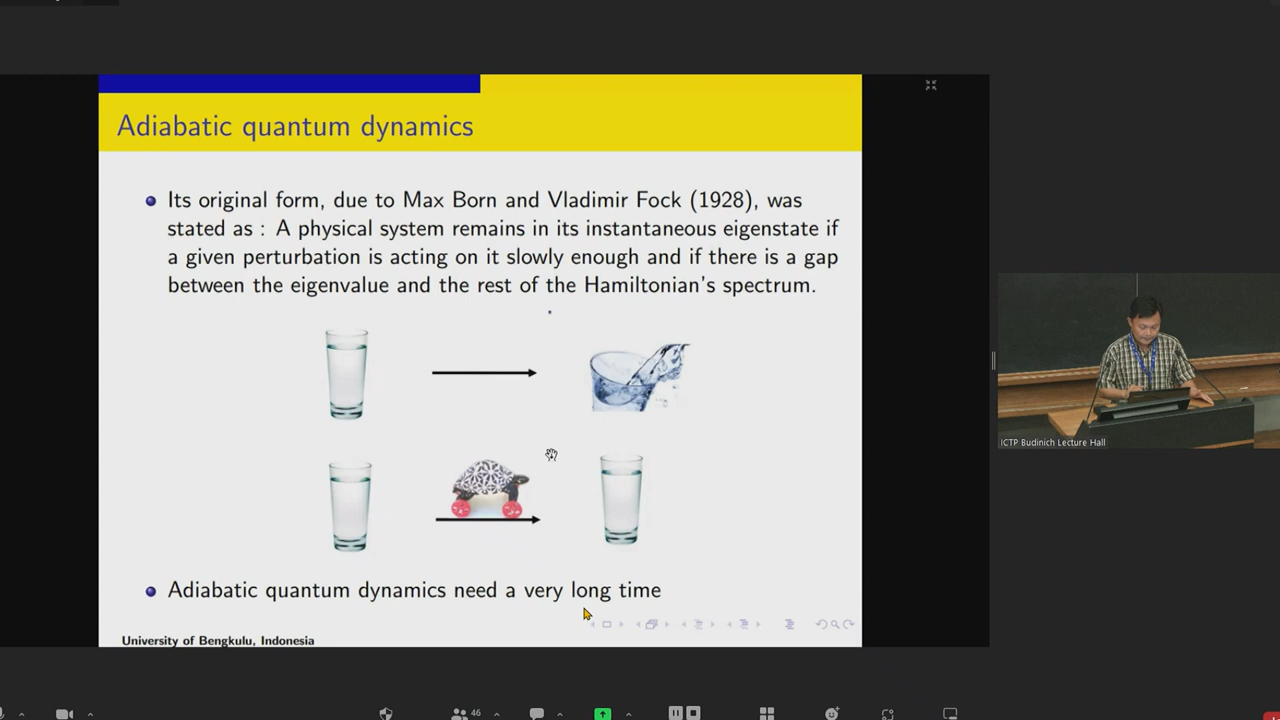 Adiabatic quantum dynamics
Its original form, due to Max Born and Vladimir Fock (1928), was
stated as : A physical system remains in its instantaneous eigenstate if
a given perturbation is acting on it slowly enough and if there is a gap
between the eigenvalue and the rest of the Hamiltonian's spectrum.
Adiabatic quantum dynamics need a very long time
University of Bengkulu, Indonesia
ICTP Budinich Lecture Hall
46